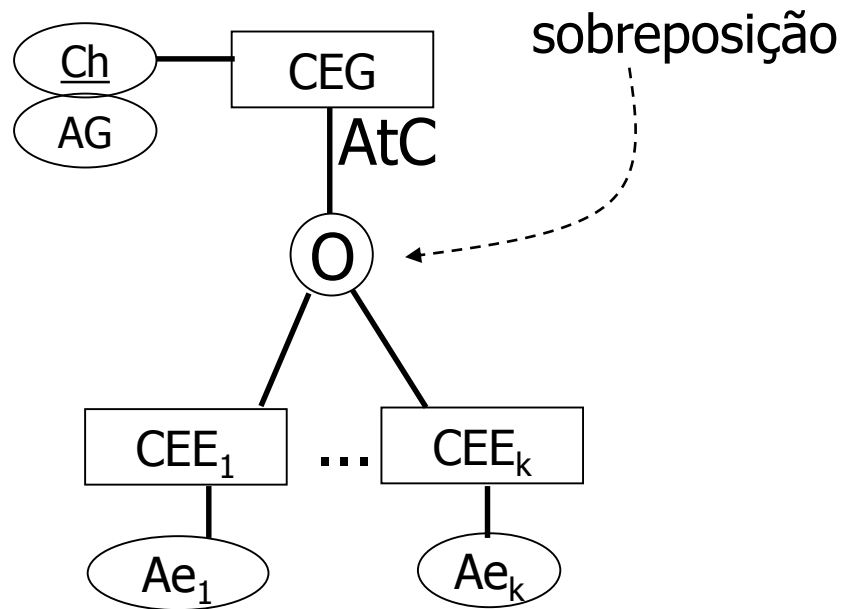 sobreposição
Ch
CEG
AG
AtC
O
CEE₁
...
CEEₖ
Ae₁
Aeₖ